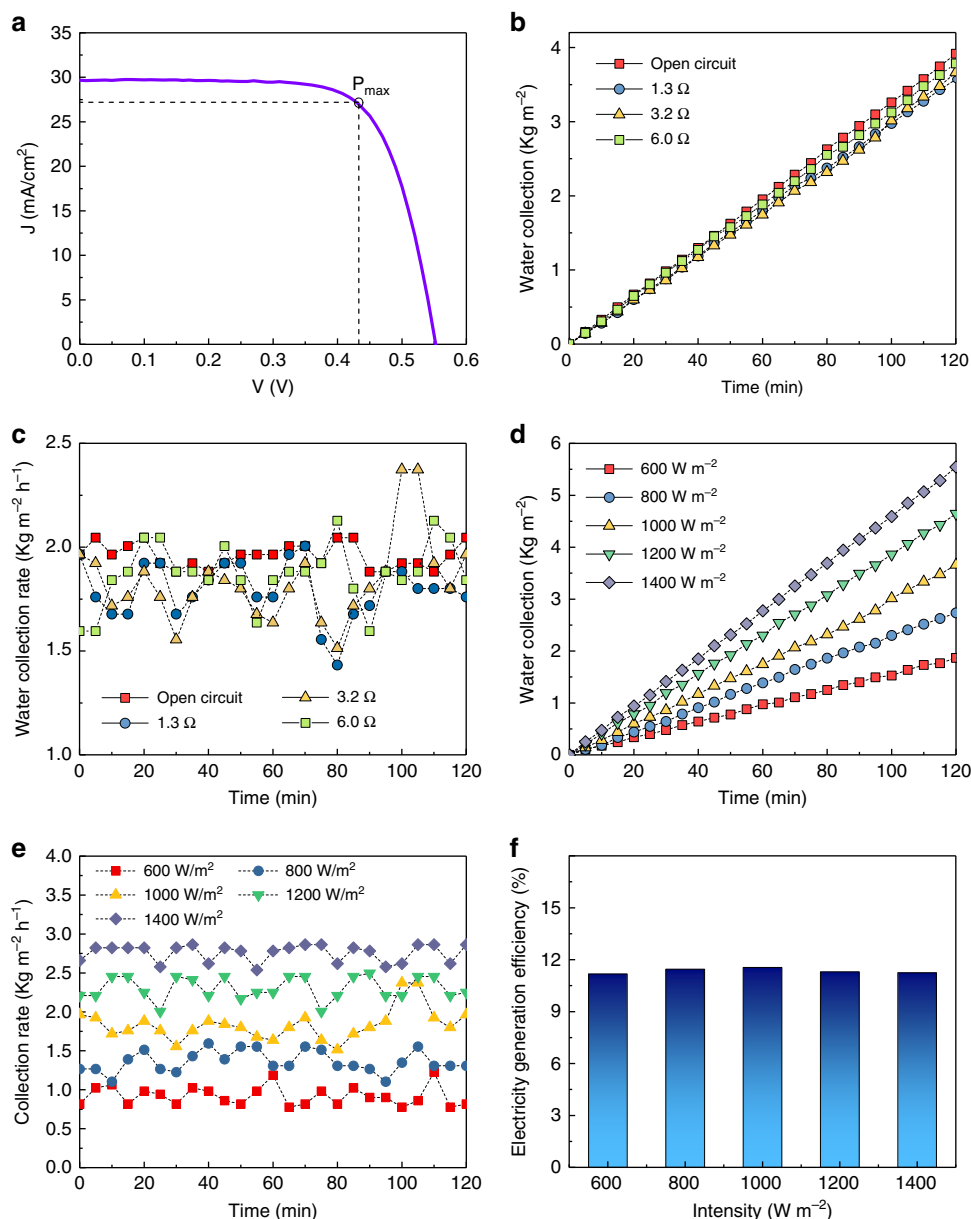 a
35
30
25
20
15
10
5
0
J (mA/cm²)
Pmax
0.0 0.1 0.2 0.3 0.4 0.5 0.6
V (V)
b
4
3
2
1
0
Water collection (Kg m⁻²)
Open circuit
1.3 Ω
3.2 Ω
6.0 Ω
0 20 40 60 80 100 120
Time (min)
c
2.5
2.0
1.5
1.0
Water collection rate (Kg m⁻² h⁻¹)
Open circuit 3.2 Ω
1.3 Ω 6.0 Ω
0 20 40 60 80 100 120
Time (min)
d
6
5
4
3
2
1
0
Water collection (Kg m⁻²)
600 W m⁻²
800 W m⁻²
1000 W m⁻²
1200 W m⁻²
1400 W m⁻²
0 20 40 60 80 100 120
Time (min)
e
4.0
3.5
3.0
2.5
2.0
1.5
1.0
0.5
0.0
Collection rate (Kg m⁻² h⁻¹)
600 W/m² 800 W/m²
1000 W/m² 1200 W/m²
1400 W/m²
0 20 40 60 80 100 120
Time (min)
f
15
12
9
6
3
0
Electricity generation efficiency (%)
600 800 1000 1200 1400
Intensity (W m⁻²)